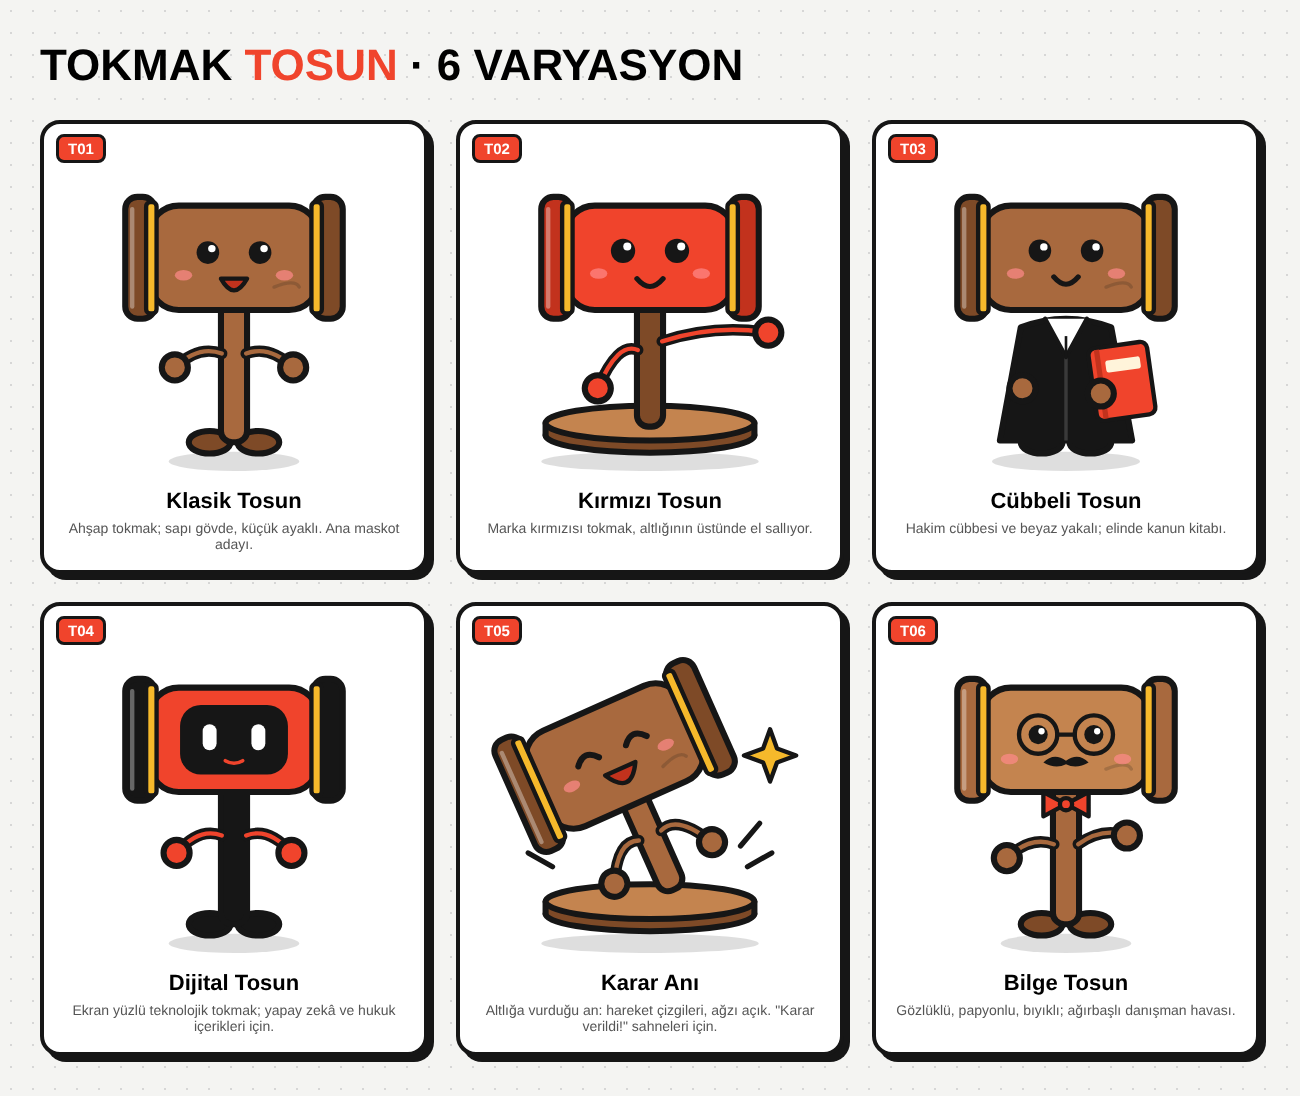 TOKMAK TOSUN · 6 VARYASYON
T01
Klasik Tosun
Ahşap tokmak; sapı gövde, küçük ayaklı. Ana maskot
adayı.
T02
Kırmızı Tosun
Marka kırmızısı tokmak, altlığının üstünde el sallıyor.
T03
Cübbeli Tosun
Hakim cübbesi ve beyaz yakalı; elinde kanun kitabı.
T04
Dijital Tosun
Ekran yüzlü teknolojik tokmak; yapay zekâ ve hukuk
içerikleri için.
T05
Karar Anı
Altlığa vurduğu an: hareket çizgileri, ağzı açık. "Karar
verildi!" sahneleri için.
T06
Bilge Tosun
Gözlüklü, papyonlu, bıyıklı; ağırbaşlı danışman havası.